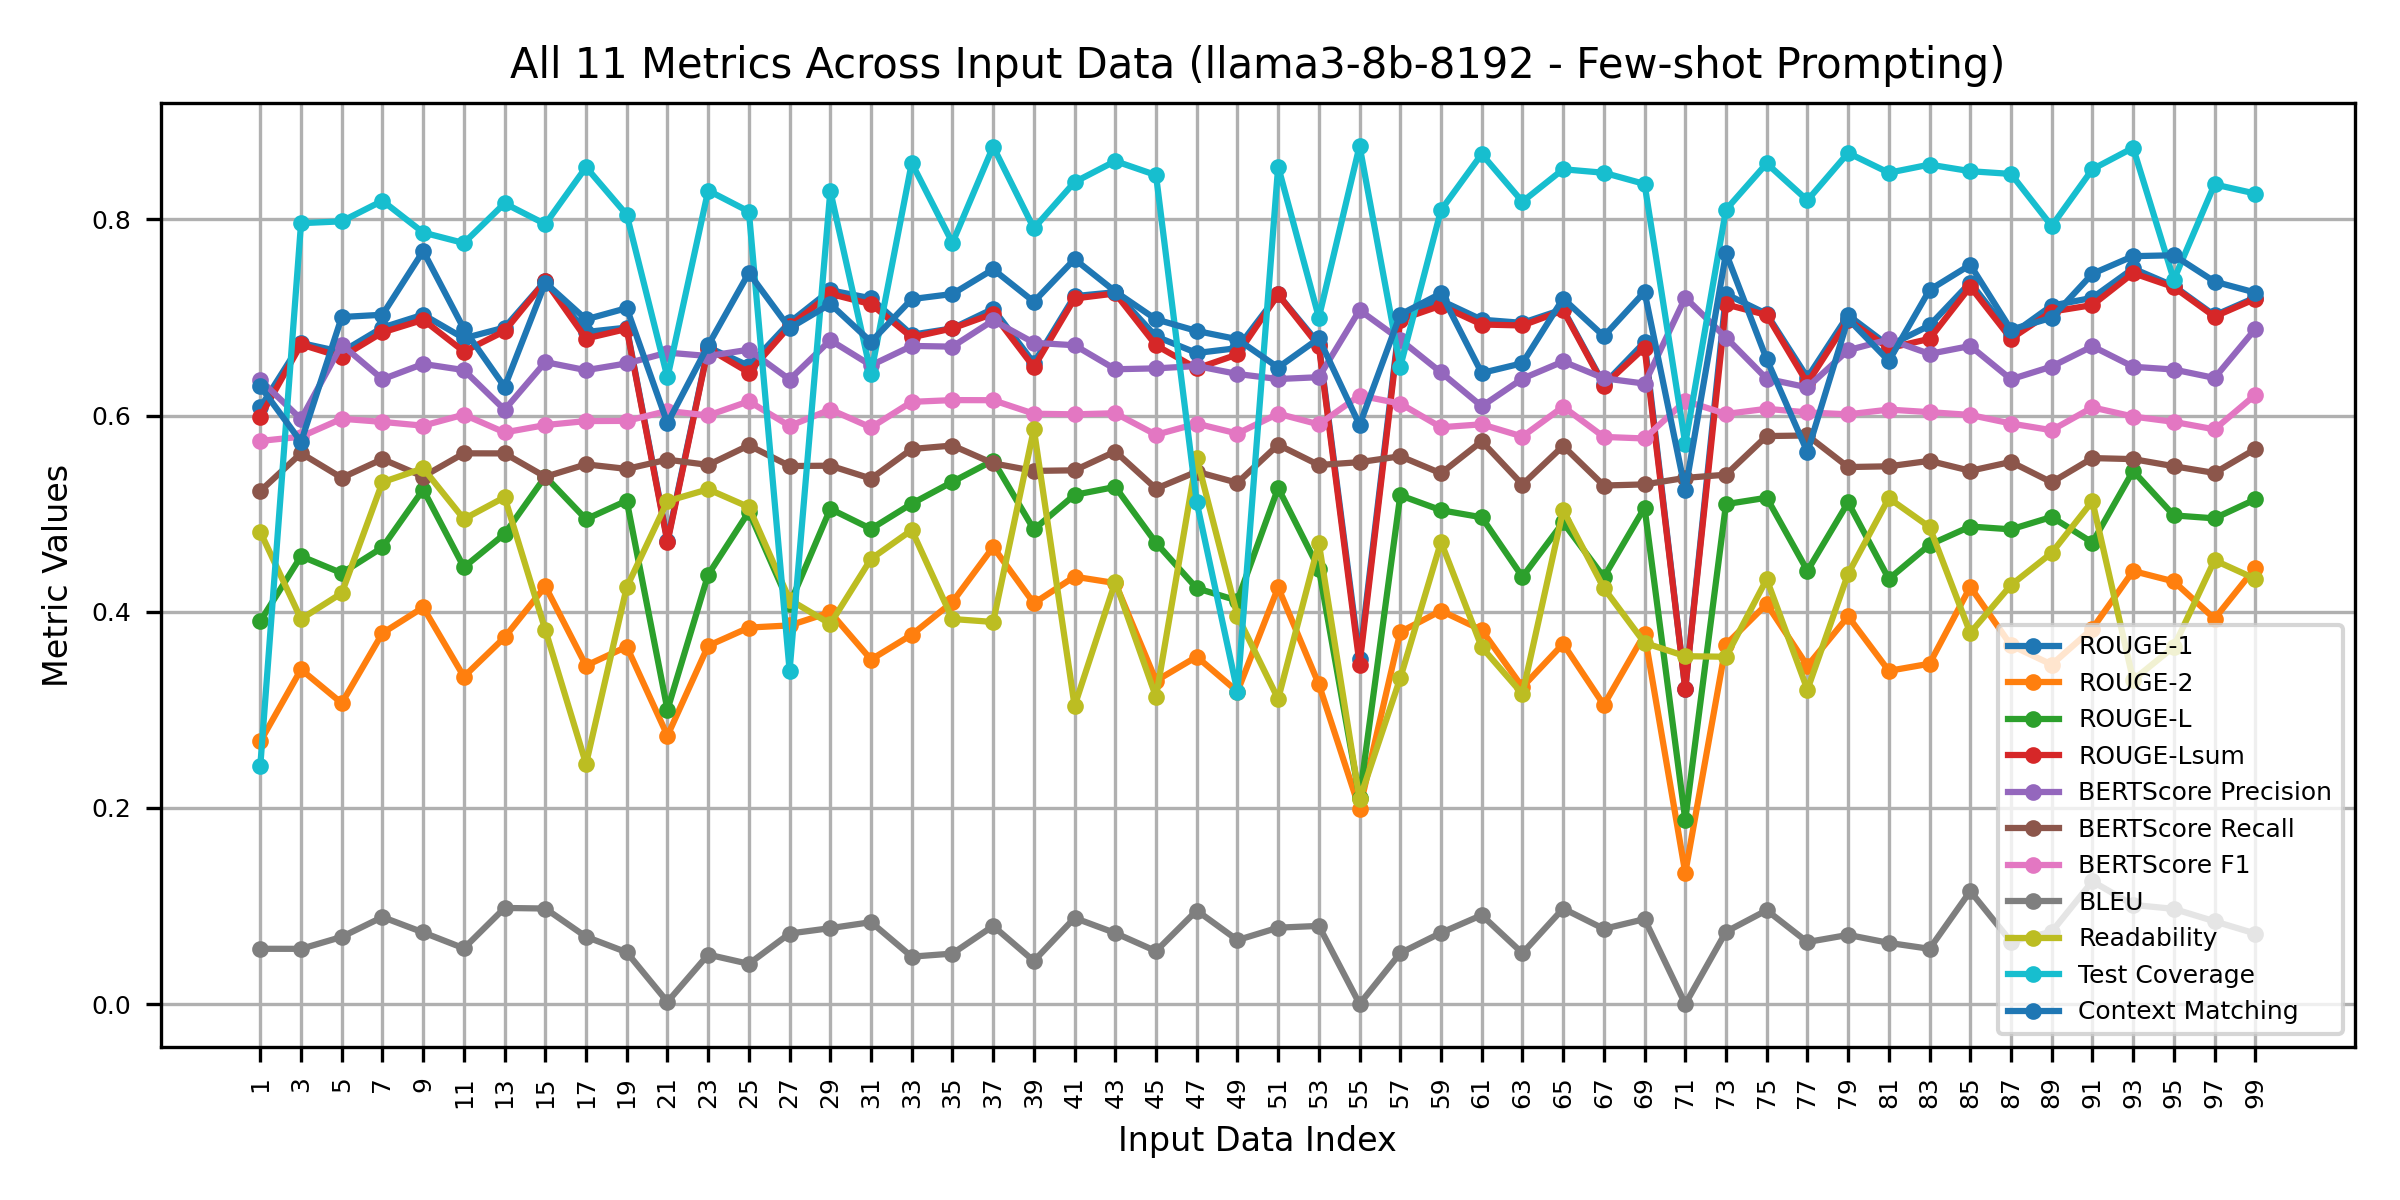 All 11 Metrics Across Input Data (llama3-8b-8192 - Few-shot Prompting)
Metric Values
0.8
0.6
0.4
0.2
0.0
ROUGE-1
ROUGE-2
ROUGE-L
ROUGE-Lsum
BERTScore Precision
BERTScore Recall
BERTScore F1
BLEU
Readability
Test Coverage
Context Matching
1 3 5 7 9 11 13 15 17 19 21 23 25 27 29 31 33 35 37 39 41 43 45 47 49 51 53 55 57 59 61 63 65 67 69 71 73 75 77 79 81 83 85 87 89 91 93 95 97 99
Input Data Index